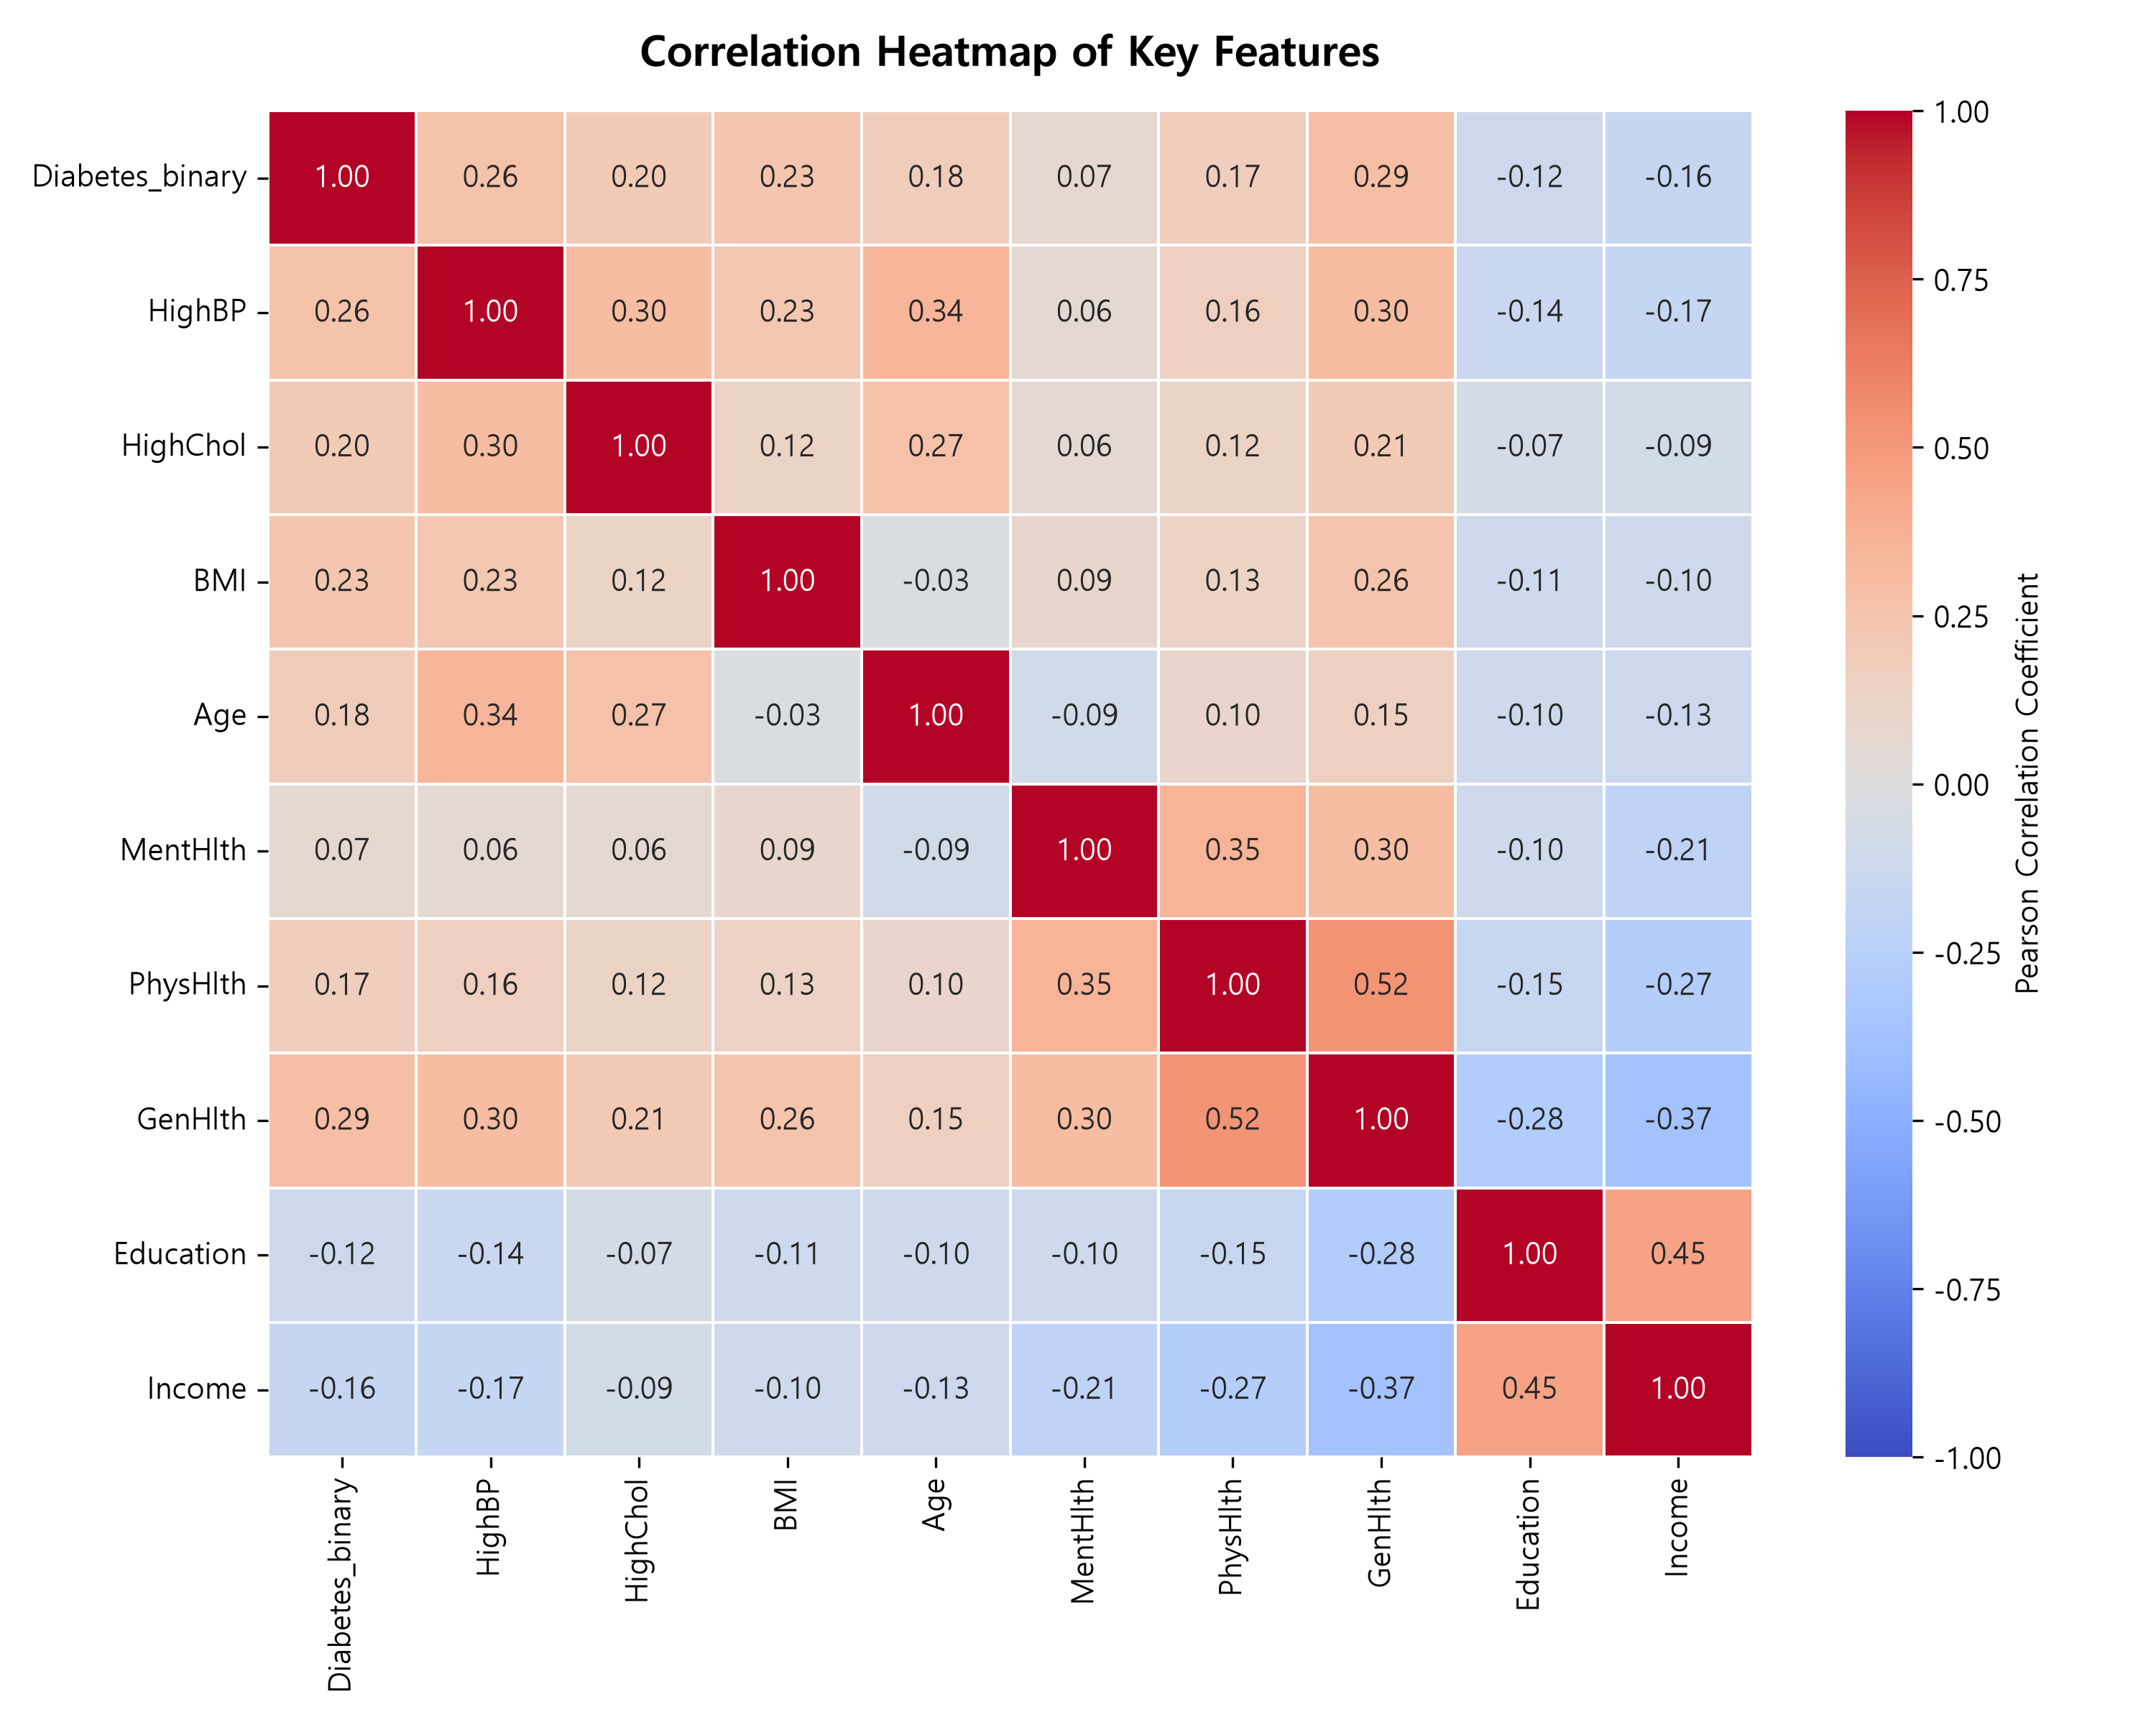 Correlation Heatmap of Key Features
Diabetes_binary 1.00 0.26 0.20 0.23 0.18 0.07 0.17 0.29 -0.12 -0.16
HighBP 0.26 1.00 0.30 0.23 0.34 0.06 0.16 0.30 -0.14 -0.17
HighChol 0.20 0.30 1.00 0.12 0.27 0.06 0.12 0.21 -0.07 -0.09
BMI 0.23 0.23 0.12 1.00 -0.03 0.09 0.13 0.26 -0.11 -0.10
Age 0.18 0.34 0.27 -0.03 1.00 -0.09 0.10 0.15 -0.10 -0.13
MentHlth 0.07 0.06 0.06 0.09 -0.09 1.00 0.35 0.30 -0.10 -0.21
PhysHlth 0.17 0.16 0.12 0.13 0.10 0.35 1.00 0.52 -0.15 -0.27
GenHlth 0.29 0.30 0.21 0.26 0.15 0.30 0.52 1.00 -0.28 -0.37
Education -0.12 -0.14 -0.07 -0.11 -0.10 -0.10 -0.15 -0.28 1.00 0.45
Income -0.16 -0.17 -0.09 -0.10 -0.13 -0.21 -0.27 -0.37 0.45 1.00
Diabetes_binary
HighBP
HighChol
BMI
Age
MentHlth
PhysHlth
GenHlth
Education
Income
1.00
0.75
0.50
0.25
0.00
-0.25
-0.50
-0.75
-1.00
Pearson Correlation Coefficient